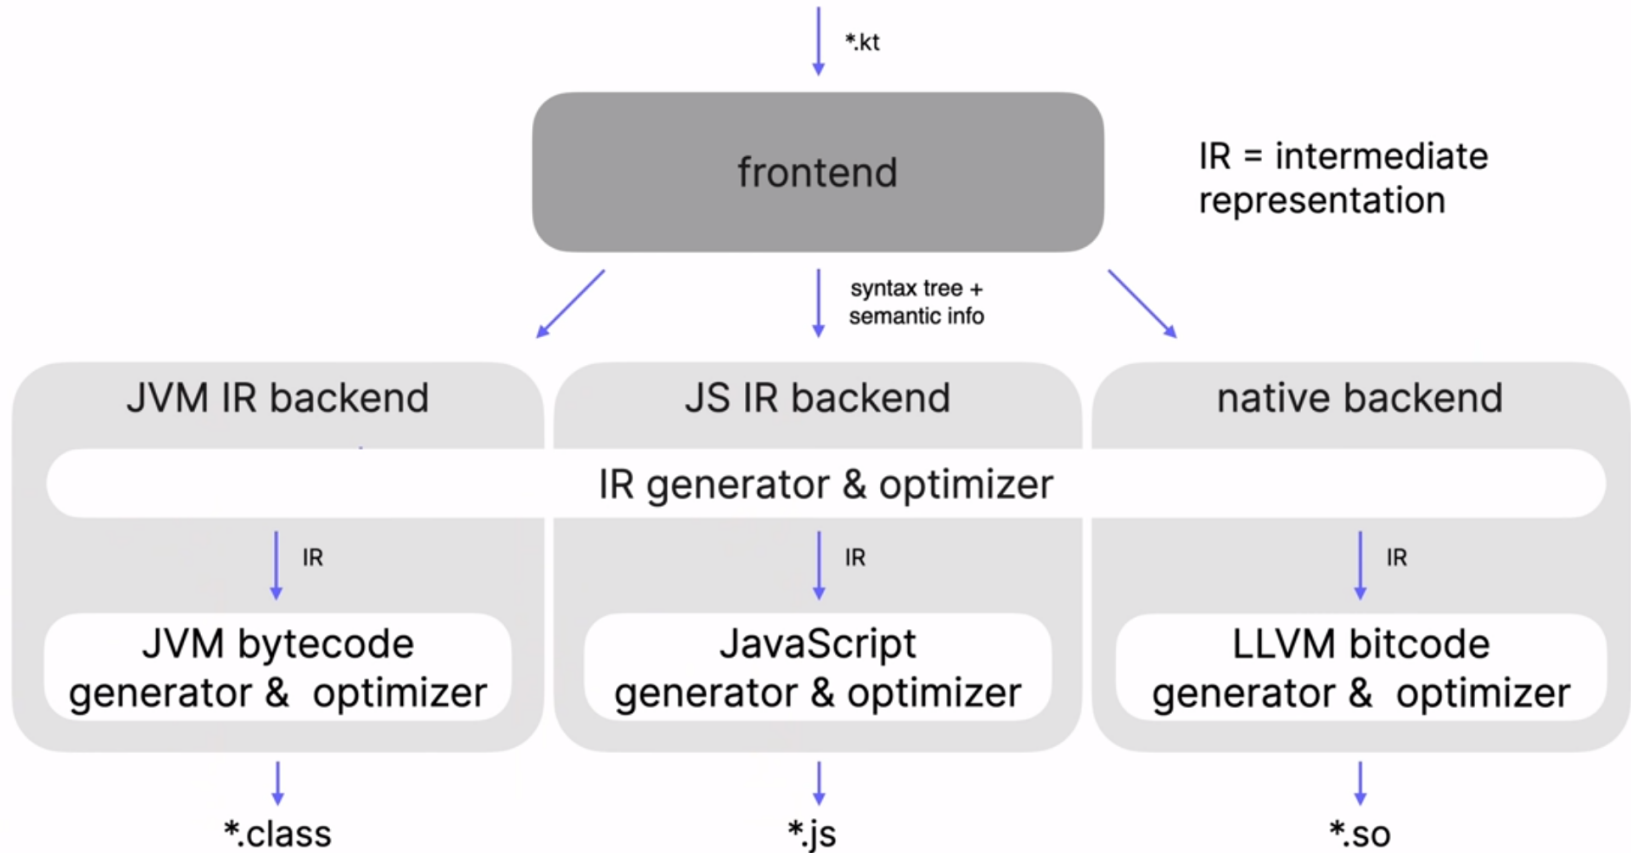 *.kt
frontend
IR = intermediate
representation
syntax tree +
semantic info
JVM IR backend
JS IR backend
native backend
IR generator & optimizer
IR
IR
IR
JVM bytecode
generator & optimizer
JavaScript
generator & optimizer
LLVM bitcode
generator & optimizer
*.class
*.js
*.so